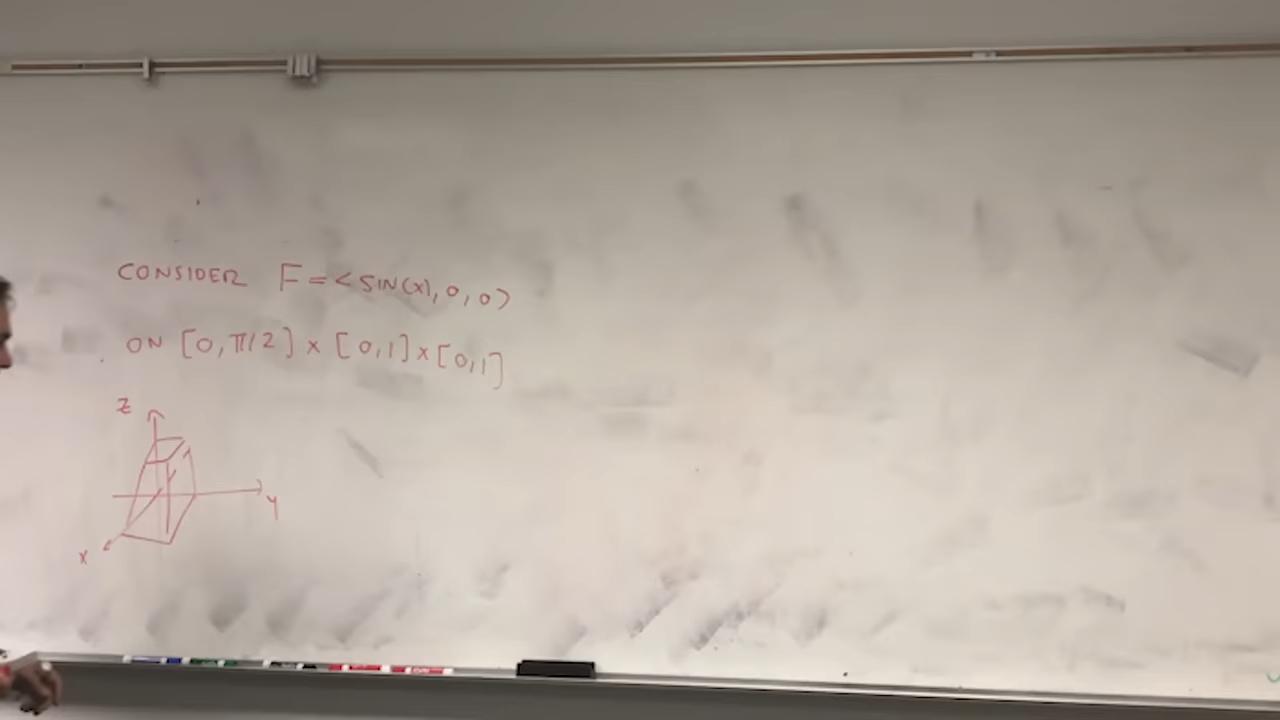 CONSIDER F = < SIN(x), 0, 0 >
ON [0, π/2] × [0,1] × [0,1]
Z
Y
X